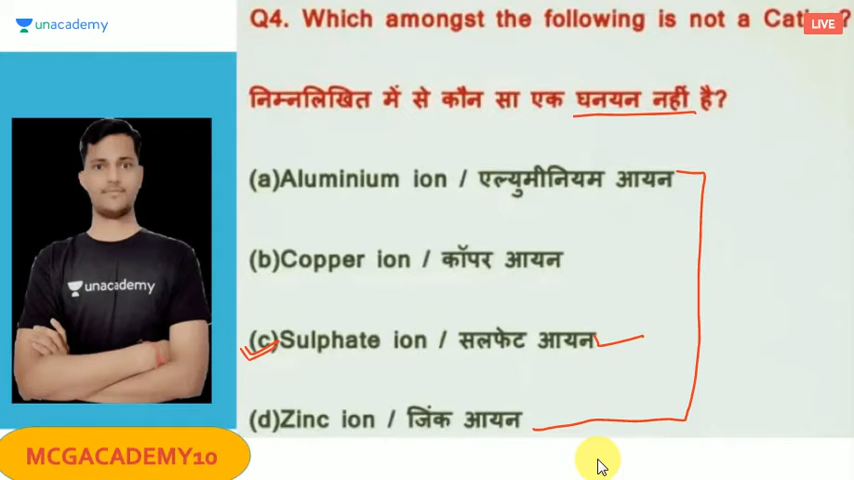 unacademy
Q4. Which amongst the following is not a Cat
?
LIVE
निम्नलिखित में से कौन सा एक घनयन नहीं है?
(a)Aluminium ion / एल्युमीनियम आयन
(b)Copper ion / कॉपर आयन
unacademy
(c)Sulphate ion / सलफेट आयन
(d)Zinc ion / जिंक आयन
MCGACADEMY10